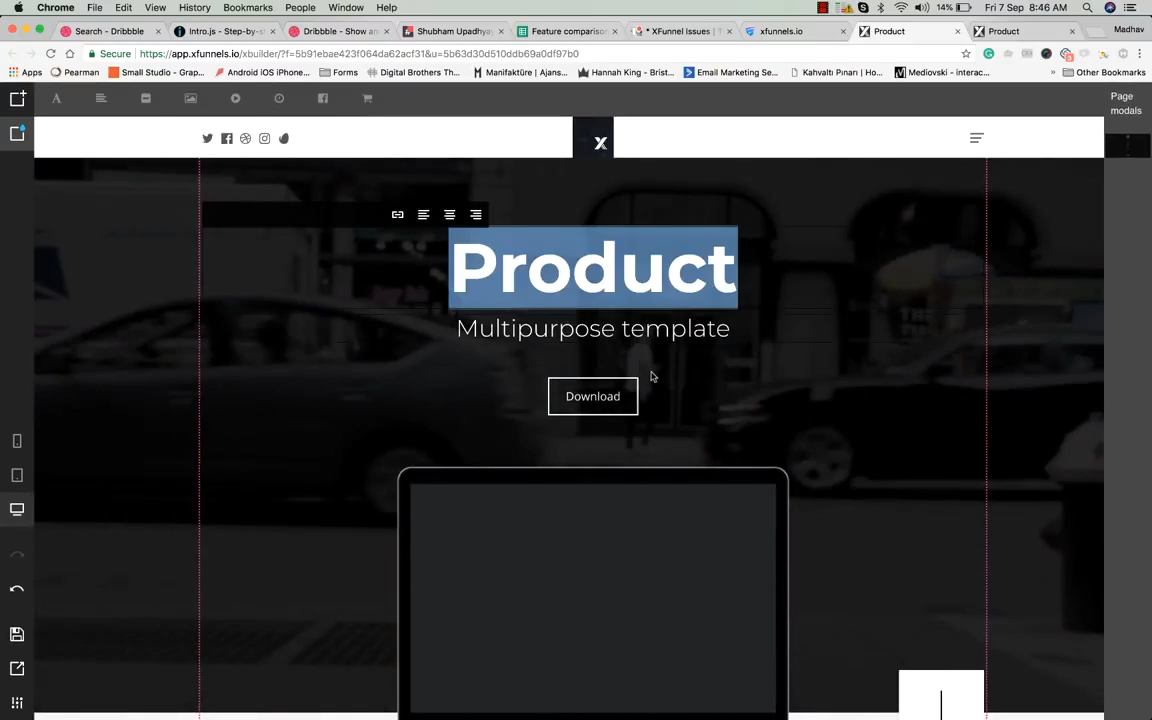 Chrome File Edit View History Bookmarks People Window Help 14% Fri 7 Sep 8:46 AM
Search - Dribbble Intro.js - Step-by-s Dribbble - Show an Shubham Upadhyay Feature comparison * XFunnel Issues | T xfunnels.io Product Product Madhav
Secure https://app.xfunnels.io/xbuilder/?f=5b91ebae423f064da62acf31&u=5b63d30d510ddb69a0df97b0
Apps Pearman Small Studio - Grap... Android iOS iPhone... Forms Digital Brothers Th... Manifaktüre | Ajans... Hannah King - Brist... Email Marketing Se... Kahvaltı Pınarı | Ho... Mediovski - interac... » Other Bookmarks
Page
modals
X
Product
Multipurpose template
Download